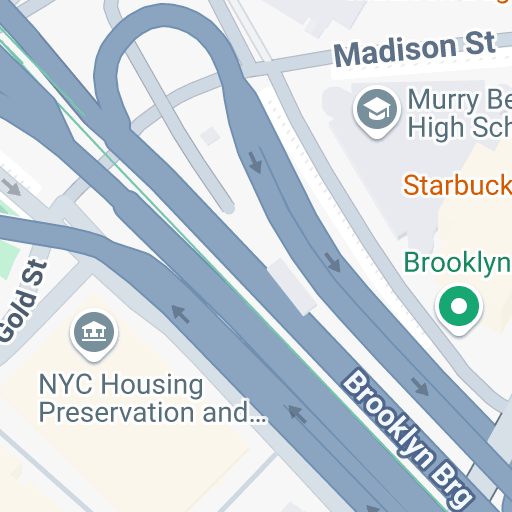 Madison St
Murry Be
High Sch
Starbuck
Brooklyn
Gold St
NYC Housing
Preservation and...
Brooklyn Brg